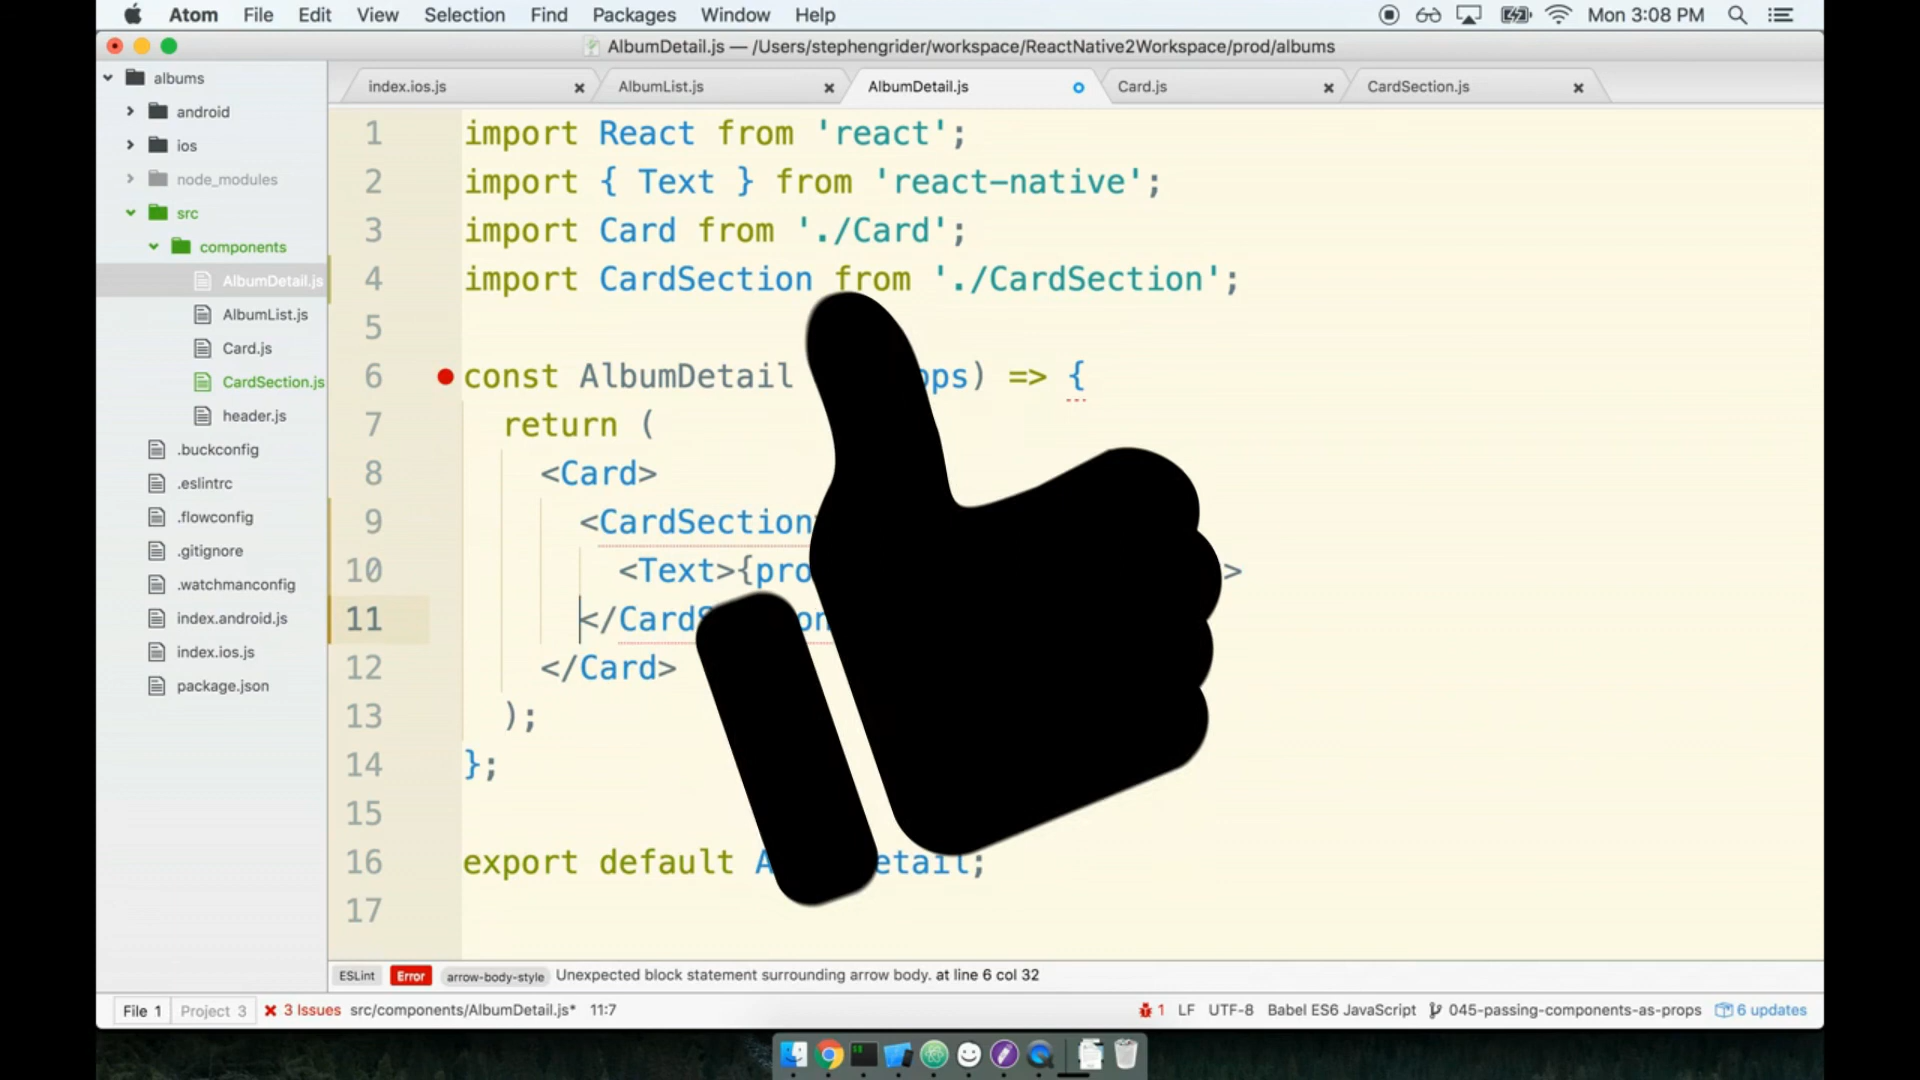 Atom File Edit View Selection Find Packages Window Help Mon 3:08 PM
AlbumDetail.js — /Users/stephengrider/workspace/ReactNative2Workspace/prod/albums
albums
android
ios
node_modules
src
components
AlbumDetail.js
AlbumList.js
Card.js
CardSection.js
header.js
.buckconfig
.eslintrc
.flowconfig
.gitignore
.watchmanconfig
index.android.js
index.ios.js
package.json
index.ios.js AlbumList.js AlbumDetail.js Card.js CardSection.js
1 import React from 'react';
2 import { Text } from 'react-native';
3 import Card from './Card';
4 import CardSection from './CardSection';
5
6 const AlbumDetail ops) => {
7 return (
8 <Card>
9 <CardSection
10 <Text>{pro >
11 </CardS on
12 </Card>
13 );
14 };
15
16 export default A etail;
17
ESLint Error arrow-body-style Unexpected block statement surrounding arrow body. at line 6 col 32
File 1 Project 3 3 Issues src/components/AlbumDetail.js* 11:7 1 LF UTF-8 Babel ES6 JavaScript 045-passing-components-as-props 6 updates